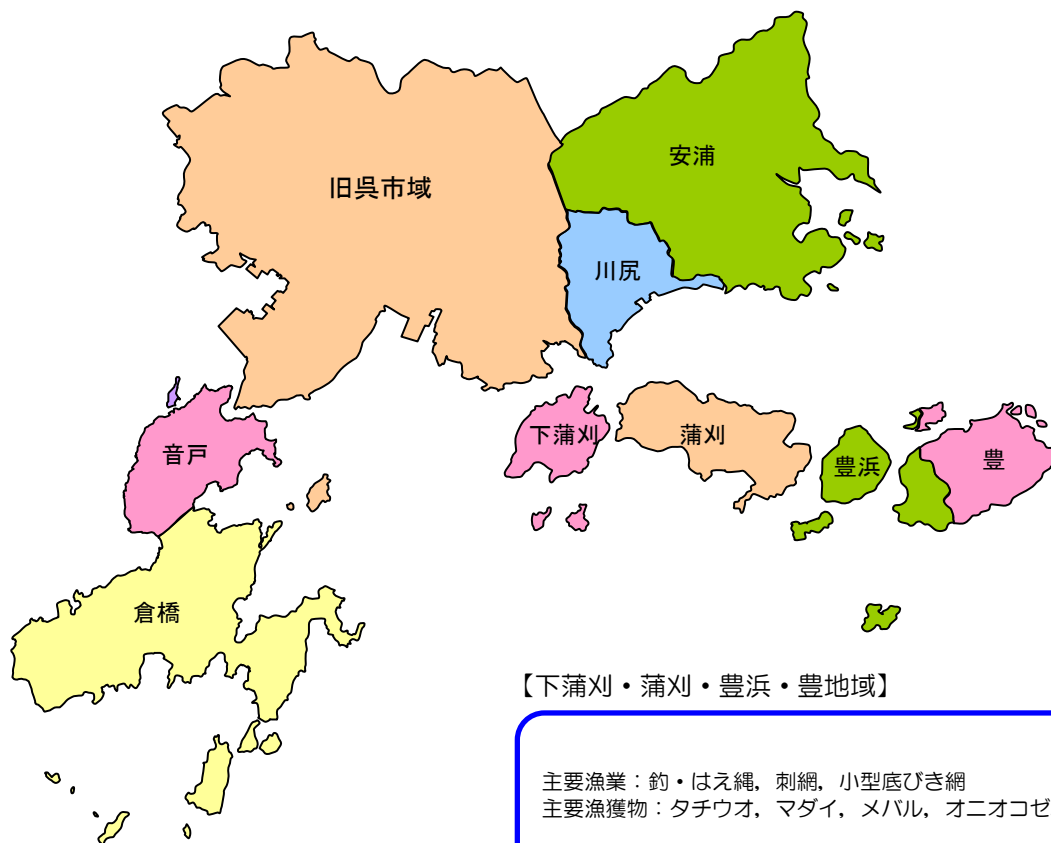 安浦
旧呉市域
川尻
下蒲刈
蒲刈
音戸
豊浜
豊
倉橋
【下蒲刈・蒲刈・豊浜・豊地域】
主要漁業：釣・はえ縄，刺網，小型底びき網
主要漁獲物：タチウオ，マダイ，メバル，オニオコゼ